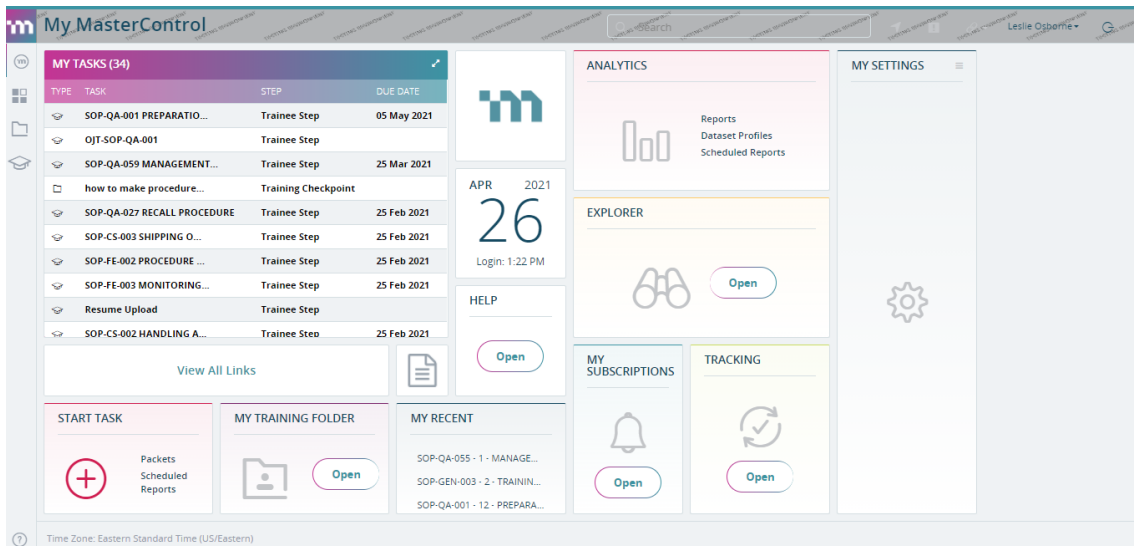 My MasterControl
Search
Leslie Osborne
MY TASKS (34)
TYPE TASK STEP DUE DATE
SOP-QA-001 PREPARATIO... Trainee Step 05 May 2021
OJT-SOP-QA-001 Trainee Step
SOP-QA-059 MANAGEMENT... Trainee Step 25 Mar 2021
how to make procedure... Training Checkpoint
SOP-QA-027 RECALL PROCEDURE Trainee Step 25 Feb 2021
SOP-CS-003 SHIPPING O... Trainee Step 25 Feb 2021
SOP-FE-002 PROCEDURE ... Trainee Step 25 Feb 2021
SOP-FE-003 MONITORING... Trainee Step 25 Feb 2021
Resume Upload Trainee Step
SOP-CS-002 HANDLING A... Trainee Step 25 Feb 2021
View All Links
APR 2021
26
Login: 1:22 PM
HELP
Open
ANALYTICS
Reports
Dataset Profiles
Scheduled Reports
EXPLORER
Open
MY SETTINGS
START TASK
Packets
Scheduled
Reports
MY TRAINING FOLDER
Open
MY RECENT
SOP-QA-055 - 1 - MANAGE...
SOP-GEN-003 - 2 - TRAININ...
SOP-QA-001 - 12 - PREPARA...
MY
SUBSCRIPTIONS
Open
TRACKING
Open
Time Zone: Eastern Standard Time (US/Eastern)